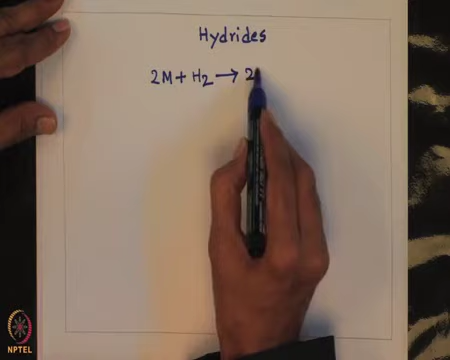 Hydrides
2M + H₂ → 2
NPTEL